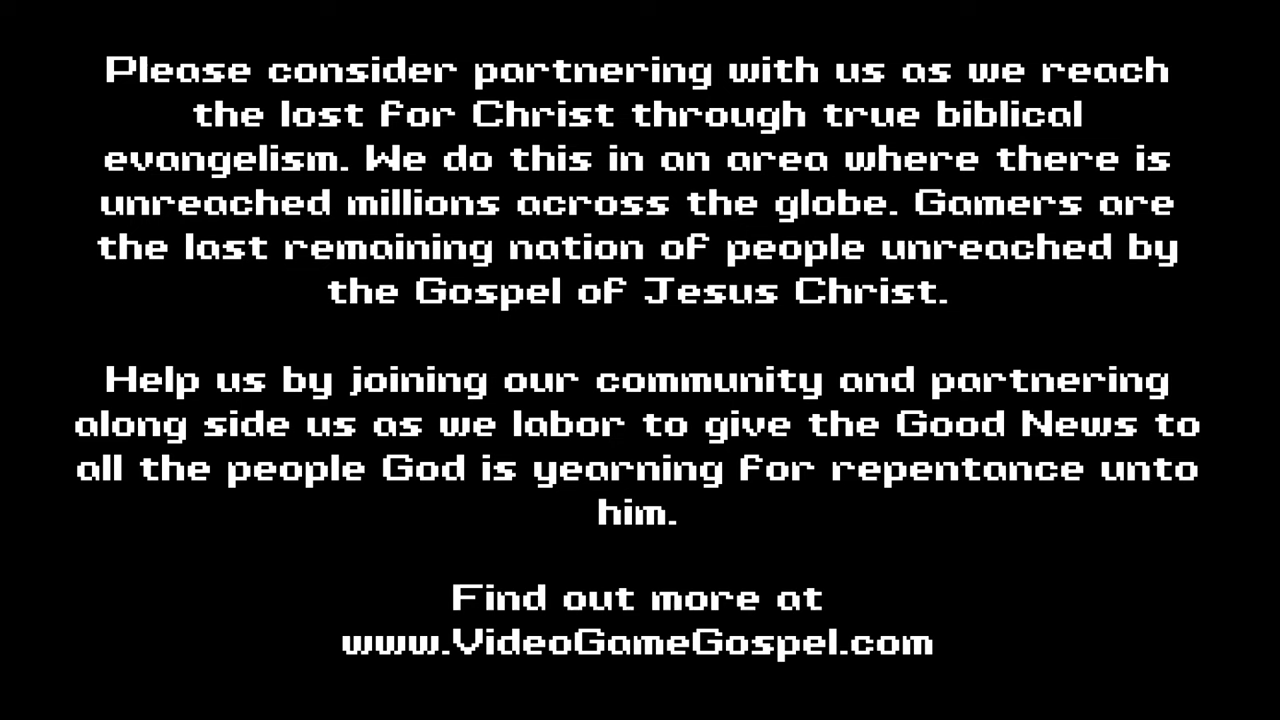 Please consider partnering with us as we reach
the lost for Christ through true biblical
evangelism. We do this in an area where there is
unreached millions across the globe. Gamers are
the last remaining nation of people unreached by
the Gospel of Jesus Christ.
Help us by joining our community and partnering
along side us as we labor to give the Good News to
all the people God is yearning for repentance unto
him.
Find out more at
www.VideoGameGospel.com